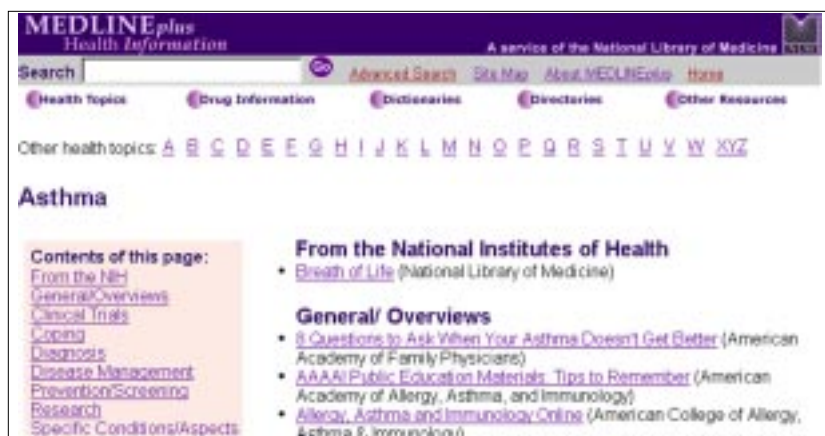 MEDLINEplus
Health Information
A service of the National Library of Medicine
Search Go Advanced Search Site Map About MEDLINEplus Home
Health Topics Drug Information Dictionaries Directories Other Resources
Other health topics: A B C D E F G H I J K L M N O P Q R S T U V W XYZ
Asthma
Contents of this page:
From the NIH
General/Overviews
Clinical Trials
Coping
Diagnosis
Disease Management
Prevention/Screening
Research
Specific Conditions/Aspects
From the National Institutes of Health
• Breath of Life (National Library of Medicine)
General/ Overviews
• 8 Questions to Ask When Your Asthma Doesn't Get Better (American
Academy of Family Physicians)
• AAAAI Public Education Materials: Tips to Remember (American
Academy of Allergy, Asthma, and Immunology)
• Allergy, Asthma and Immunology Online (American College of Allergy,
Asthma & Immunology)